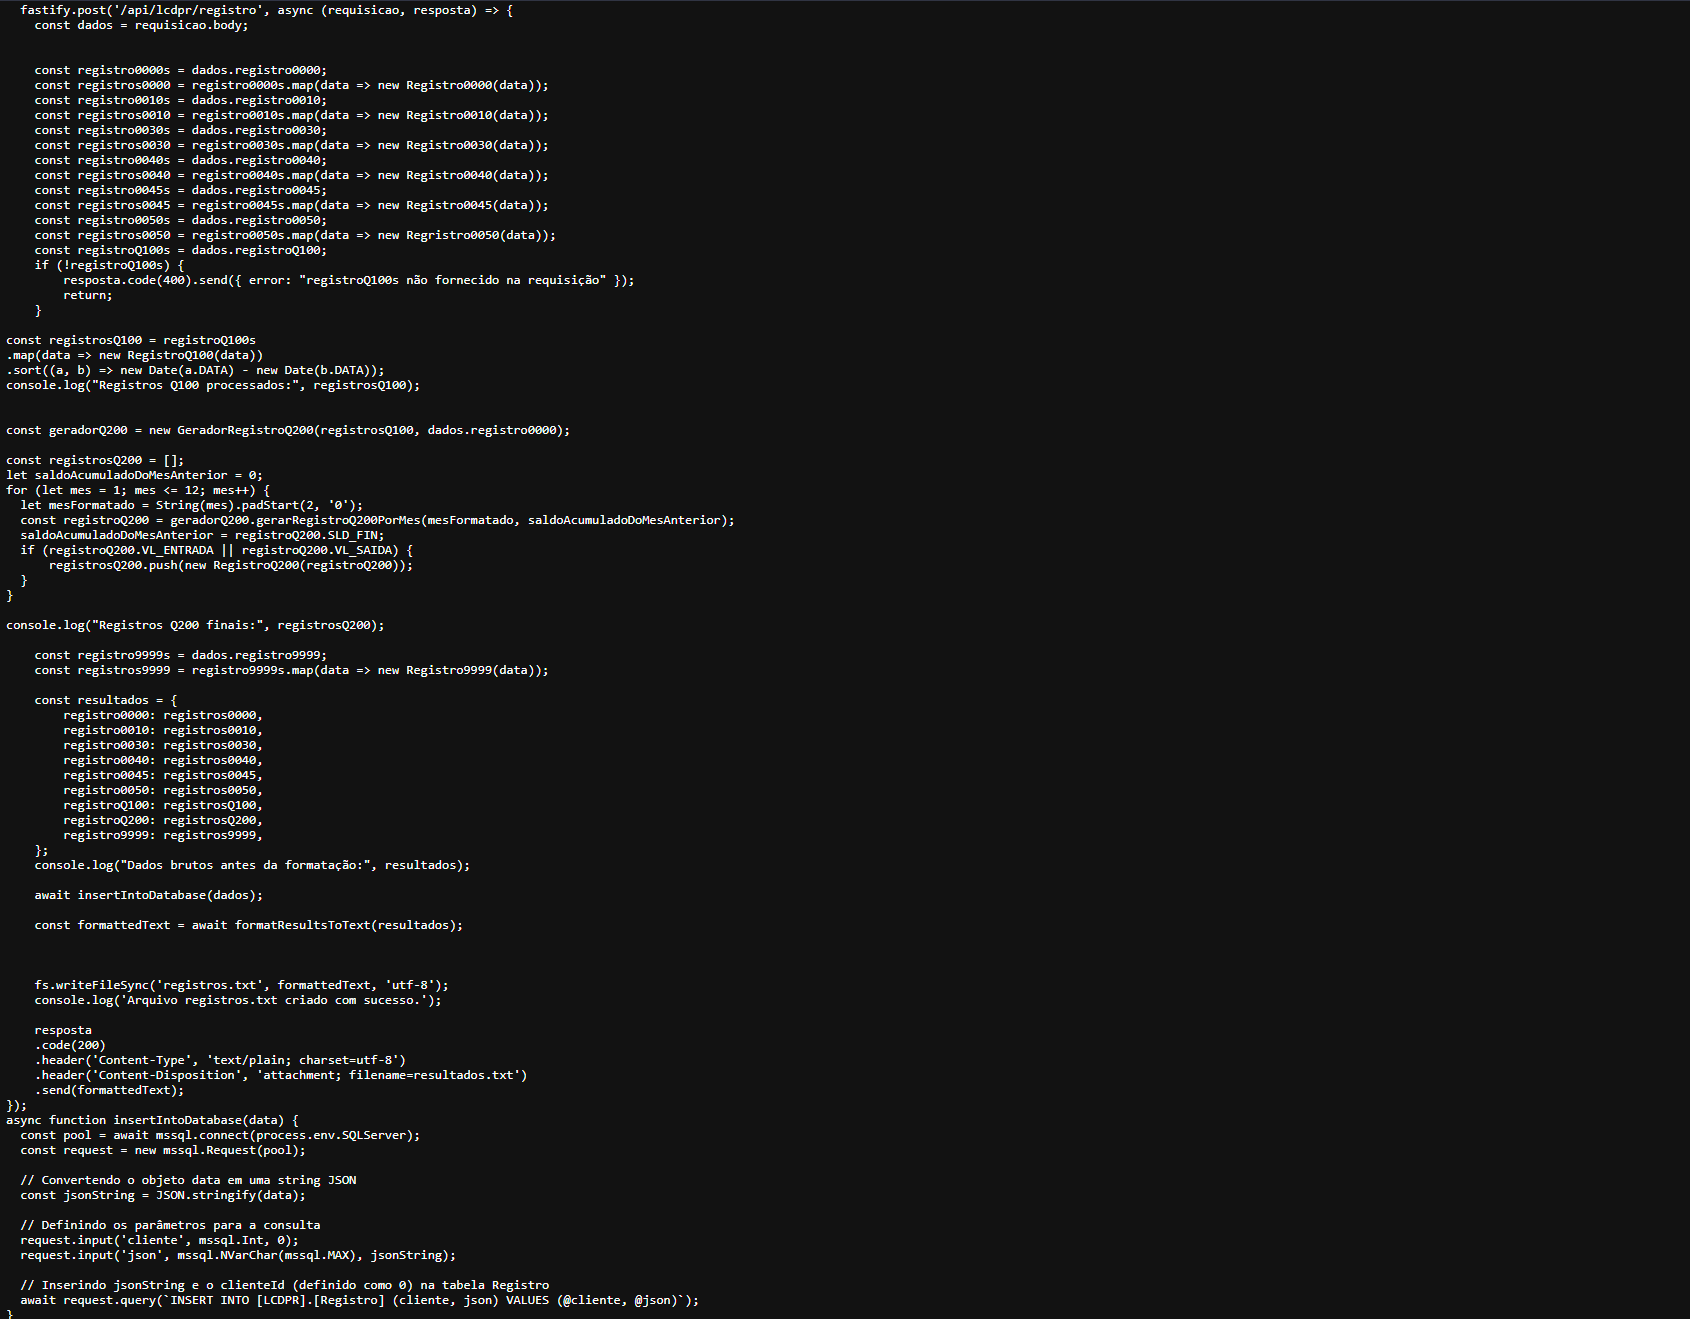 fastify.post('/api/lcdpr/registro', async (requisicao, resposta) => {
const dados = requisicao.body;
const registro0000s = dados.registro0000;
const registros0000 = registro0000s.map(data => new Registro0000(data));
const registro0010s = dados.registro0010;
const registros0010 = registro0010s.map(data => new Registro0010(data));
const registro0030s = dados.registro0030;
const registros0030 = registro0030s.map(data => new Registro0030(data));
const registro0040s = dados.registro0040;
const registros0040 = registro0040s.map(data => new Registro0040(data));
const registro0045s = dados.registro0045;
const registros0045 = registro0045s.map(data => new Registro0045(data));
const registro0050s = dados.registro0050;
const registros0050 = registro0050s.map(data => new Regristro0050(data));
const registroQ100s = dados.registroQ100;
if (!registroQ100s) {
resposta.code(400).send({ error: "registroQ100s não fornecido na requisição" });
return;
}
const registrosQ100 = registroQ100s
.map(data => new RegistroQ100(data))
.sort((a, b) => new Date(a.DATA) - new Date(b.DATA));
console.log("Registros Q100 processados:", registrosQ100);
const geradorQ200 = new GeradorRegistroQ200(registrosQ100, dados.registro0000);
const registrosQ200 = [];
let saldoAcumuladoDoMesAnterior = 0;
for (let mes = 1; mes <= 12; mes++) {
let mesFormatado = String(mes).padStart(2, '0');
const registroQ200 = geradorQ200.gerarRegistroQ200PorMes(mesFormatado, saldoAcumuladoDoMesAnterior);
saldoAcumuladoDoMesAnterior = registroQ200.SLD_FIN;
if (registroQ200.VL_ENTRADA || registroQ200.VL_SAIDA) {
registrosQ200.push(new RegistroQ200(registroQ200));
}
}
console.log("Registros Q200 finais:", registrosQ200);
const registro9999s = dados.registro9999;
const registros9999 = registro9999s.map(data => new Registro9999(data));
const resultados = {
registro0000: registros0000,
registro0010: registros0010,
registro0030: registros0030,
registro0040: registros0040,
registro0045: registros0045,
registro0050: registros0050,
registroQ100: registrosQ100,
registroQ200: registrosQ200,
registro9999: registros9999,
};
console.log("Dados brutos antes da formatação:", resultados);
await insertIntoDatabase(dados);
const formattedText = await formatResultsToText(resultados);
fs.writeFileSync('registros.txt', formattedText, 'utf-8');
console.log('Arquivo registros.txt criado com sucesso.');
resposta
.code(200)
.header('Content-Type', 'text/plain; charset=utf-8')
.header('Content-Disposition', 'attachment; filename=resultados.txt')
.send(formattedText);
});
async function insertIntoDatabase(data) {
const pool = await mssql.connect(process.env.SQLServer);
const request = new mssql.Request(pool);
// Convertendo o objeto data em uma string JSON
const jsonString = JSON.stringify(data);
// Definindo os parâmetros para a consulta
request.input('cliente', mssql.Int, 0);
request.input('json', mssql.NVarChar(mssql.MAX), jsonString);
// Inserindo jsonString e o clienteId (definido como 0) na tabela Registro
await request.query(`INSERT INTO [LCDPR].[Registro] (cliente, json) VALUES (@cliente, @json)`);
}